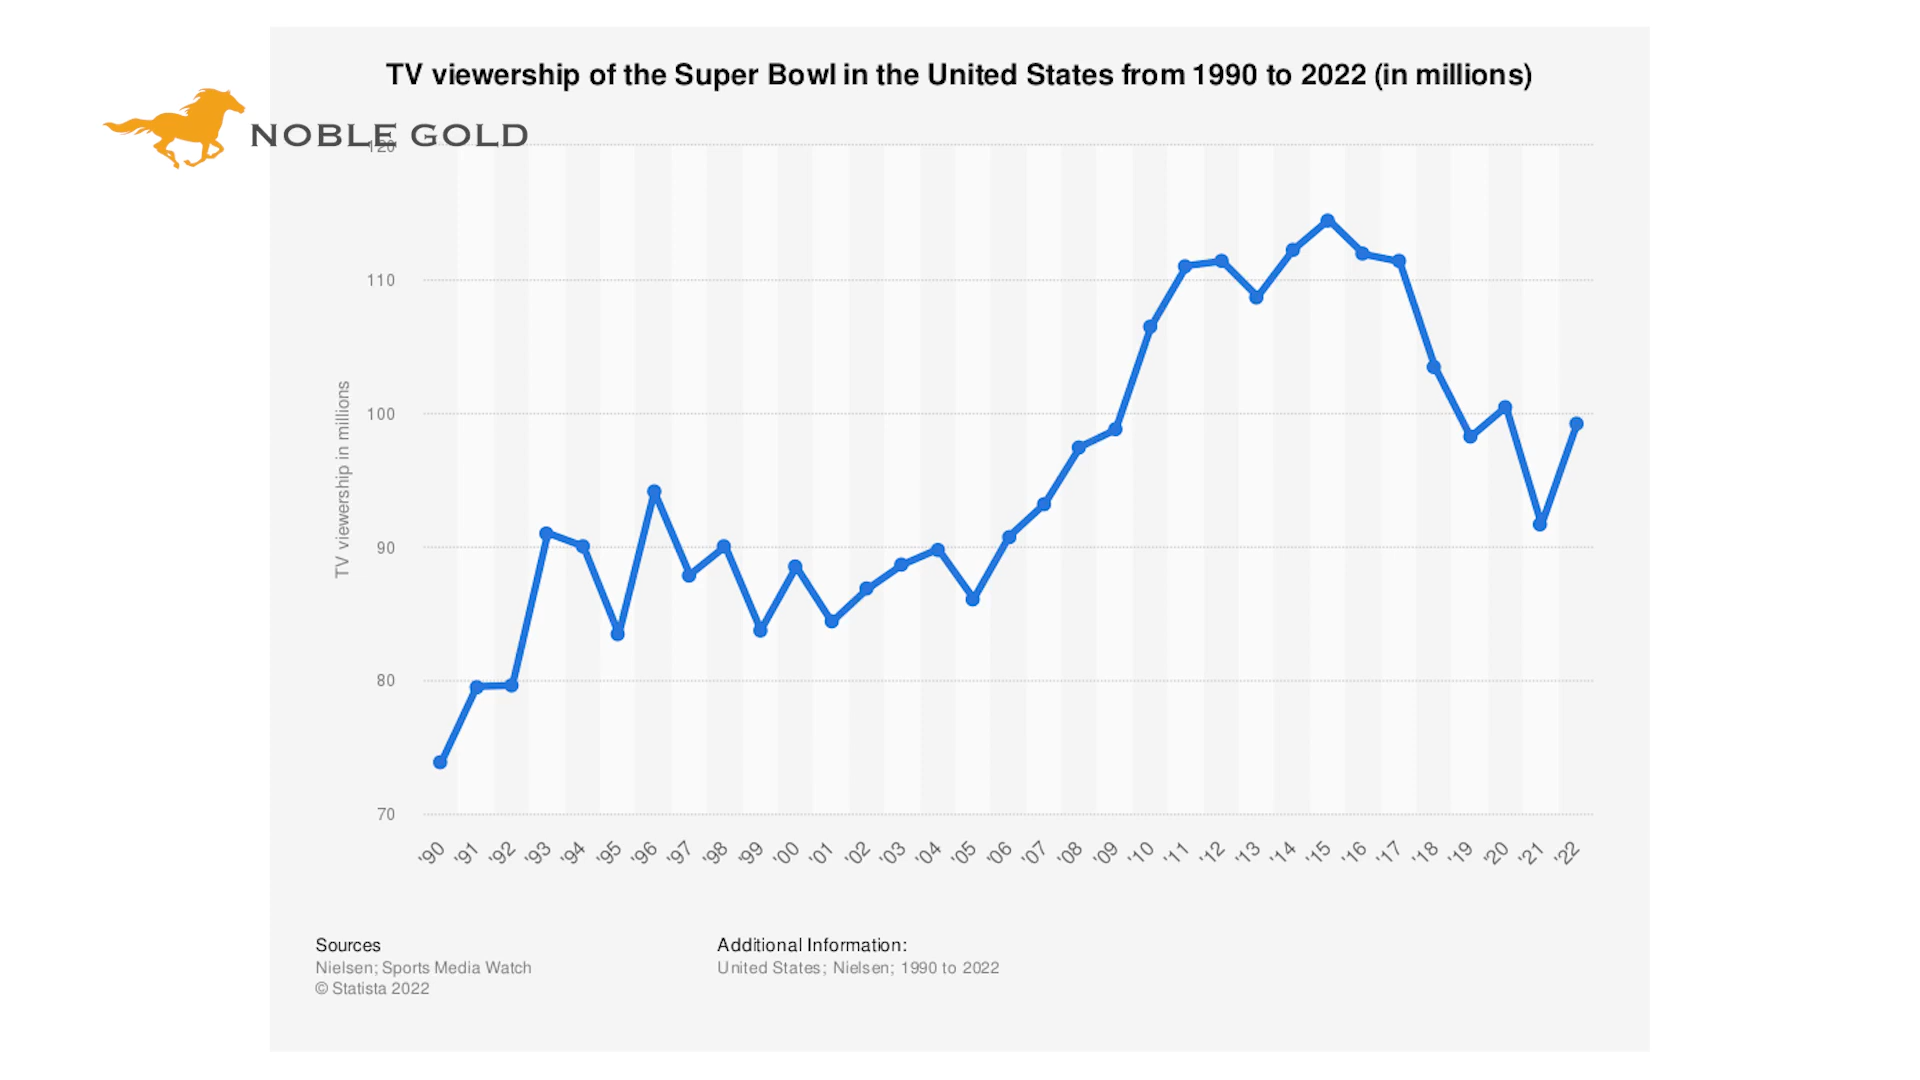 TV viewership of the Super Bowl in the United States from 1990 to 2022 (in millions)
NOBLE GOLD
120
110
100
90
80
70
TV viewership in millions
'90 '91 '92 '93 '94 '95 '96 '97 '98 '99 '00 '01 '02 '03 '04 '05 '06 '07 '08 '09 '10 '11 '12 '13 '14 '15 '16 '17 '18 '19 '20 '21 '22
Sources
Nielsen; Sports Media Watch
© Statista 2022
Additional Information:
United States; Nielsen; 1990 to 2022